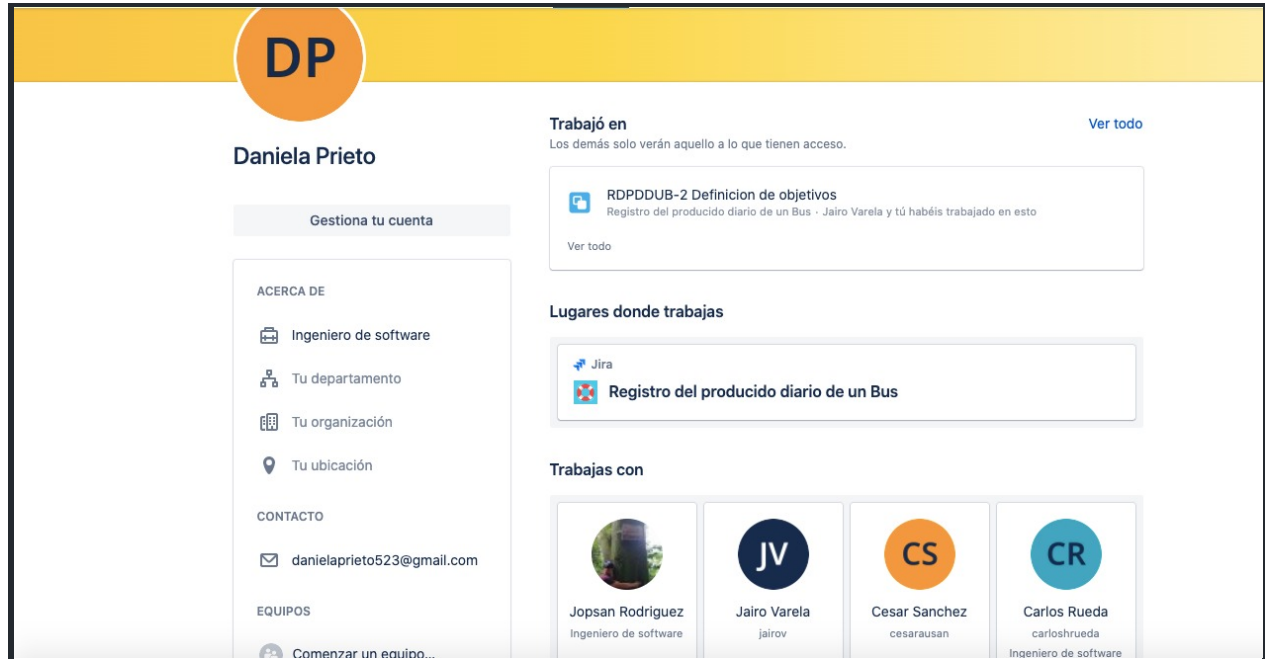 DP
Daniela Prieto
Gestiona tu cuenta
ACERCA DE
Ingeniero de software
Tu departamento
Tu organización
Tu ubicación
CONTACTO
danielaprieto523@gmail.com
EQUIPOS
Comenzar un equipo...
Trabajó en
Ver todo
Los demás solo verán aquello a lo que tienen acceso.
RDPDDUB-2 Definicion de objetivos
Registro del producido diario de un Bus · Jairo Varela y tú habéis trabajado en esto
Ver todo
Lugares donde trabajas
Jira
Registro del producido diario de un Bus
Trabajas con
JV
CS
CR
Jopsan Rodriguez
Jairo Varela
Cesar Sanchez
Carlos Rueda
Ingeniero de software
jairov
cesarausan
carloshrueda
Ingeniero de software